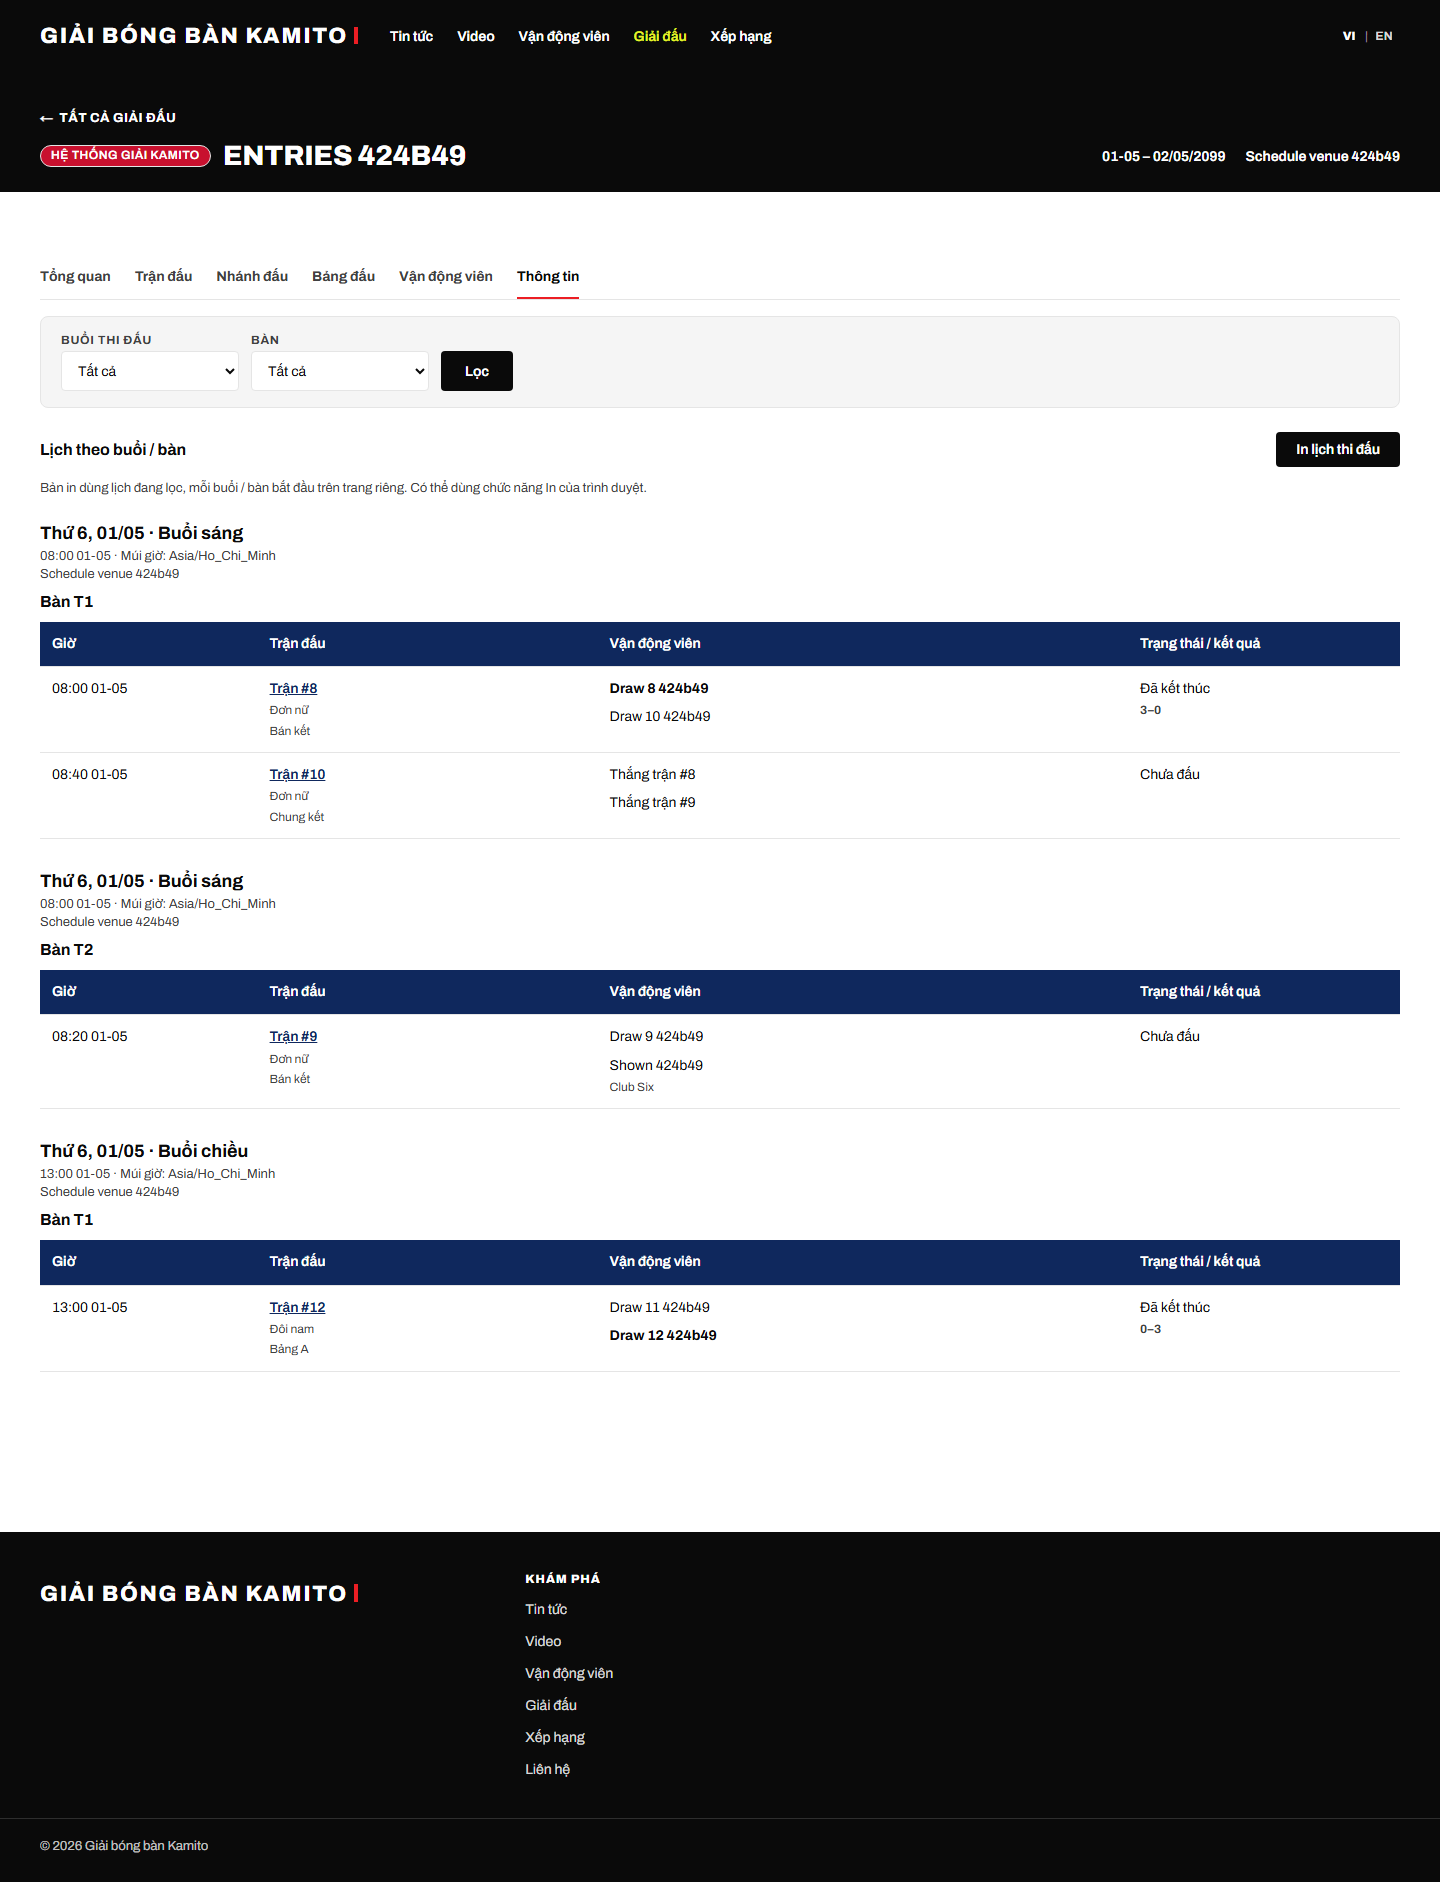 GIẢI BÓNG BÀN KAMITO
Tin tức
Video
Vận động viên
Giải đấu
Xếp hạng
VI | EN
← TẤT CẢ GIẢI ĐẤU
HỆ THỐNG GIẢI KAMITO
ENTRIES 424B49
01-05 – 02/05/2099
Schedule venue 424b49
Tổng quan
Trận đấu
Nhánh đấu
Bảng đấu
Vận động viên
Thông tin
BUỔI THI ĐẤU
BÀN
Tất cả
Tất cả
Lọc
Lịch theo buổi / bàn
In lịch thi đấu
Bản in dùng lịch đang lọc, mỗi buổi / bàn bắt đầu trên trang riêng. Có thể dùng chức năng In của trình duyệt.
Thứ 6, 01/05 · Buổi sáng
08:00 01-05 · Múi giờ: Asia/Ho_Chi_Minh
Schedule venue 424b49
Bàn T1
Giờ
Trận đấu
Vận động viên
Trạng thái / kết quả
08:00 01-05
Trận #8
Đơn nữ
Bán kết
Draw 8 424b49
Draw 10 424b49
Đã kết thúc
3–0
08:40 01-05
Trận #10
Đơn nữ
Chung kết
Thắng trận #8
Thắng trận #9
Chưa đấu
Thứ 6, 01/05 · Buổi sáng
08:00 01-05 · Múi giờ: Asia/Ho_Chi_Minh
Schedule venue 424b49
Bàn T2
Giờ
Trận đấu
Vận động viên
Trạng thái / kết quả
08:20 01-05
Trận #9
Đơn nữ
Bán kết
Draw 9 424b49
Shown 424b49
Club Six
Chưa đấu
Thứ 6, 01/05 · Buổi chiều
13:00 01-05 · Múi giờ: Asia/Ho_Chi_Minh
Schedule venue 424b49
Bàn T1
Giờ
Trận đấu
Vận động viên
Trạng thái / kết quả
13:00 01-05
Trận #12
Đôi nam
Bảng A
Draw 11 424b49
Draw 12 424b49
Đã kết thúc
0–3
GIẢI BÓNG BÀN KAMITO
KHÁM PHÁ
Tin tức
Video
Vận động viên
Giải đấu
Xếp hạng
Liên hệ
© 2026 Giải bóng bàn Kamito